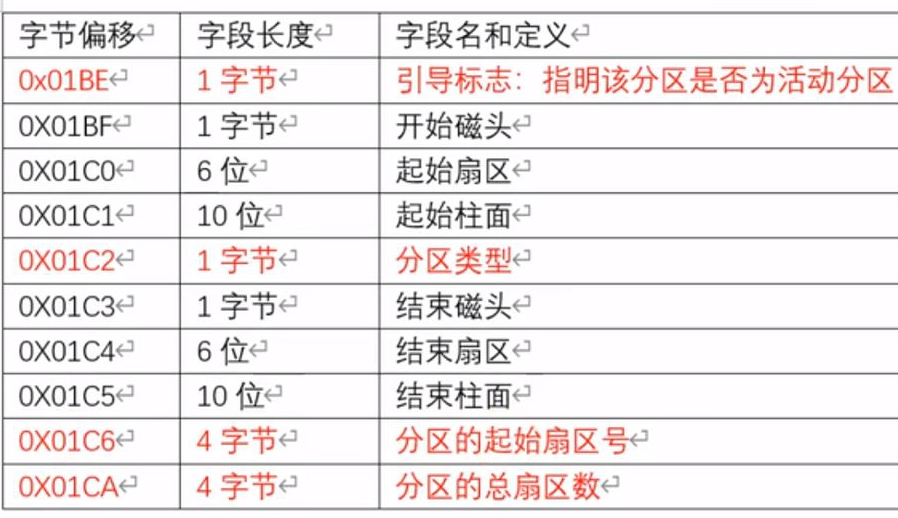 字节偏移 字段长度 字段名和定义
0x01BE 1 字节 引导标志：指明该分区是否为活动分区
0X01BF 1 字节 开始磁头
0X01C0 6 位 起始扇区
0X01C1 10 位 起始柱面
0X01C2 1 字节 分区类型
0X01C3 1 字节 结束磁头
0X01C4 6 位 结束扇区
0X01C5 10 位 结束柱面
0X01C6 4 字节 分区的起始扇区号
0X01CA 4 字节 分区的总扇区数